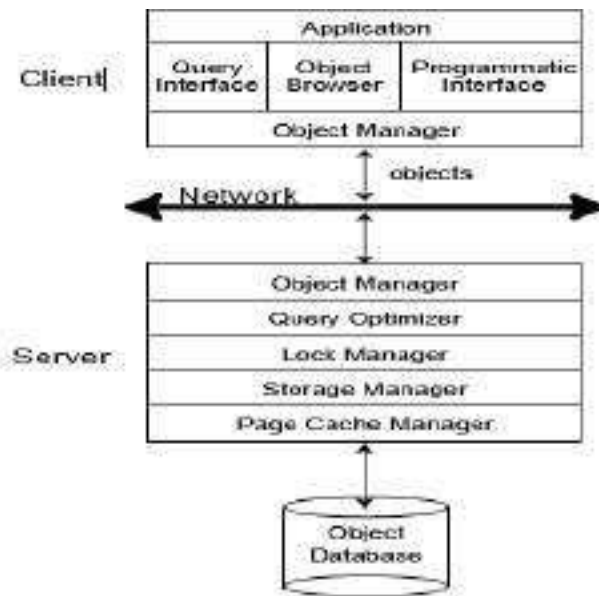 Application
Client
Query Interface
Object Browser
Programmatic Interface
Object Manager
objects
Network
Object Manager
Query Optimizer
Server
Lock Manager
Storage Manager
Page Cache Manager
Object
Database